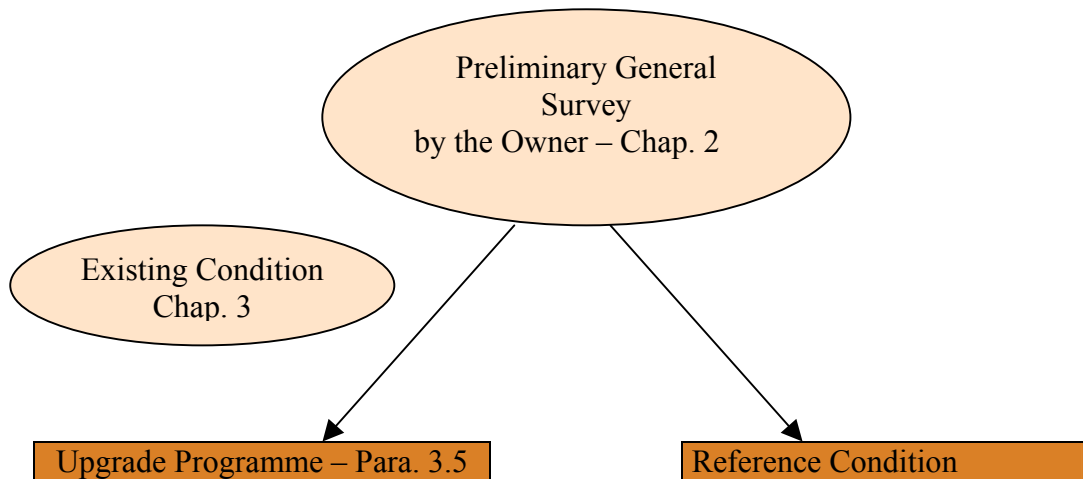 Preliminary General
Survey
by the Owner – Chap. 2
Existing Condition
Chap. 3
Upgrade Programme – Para. 3.5
Reference Condition